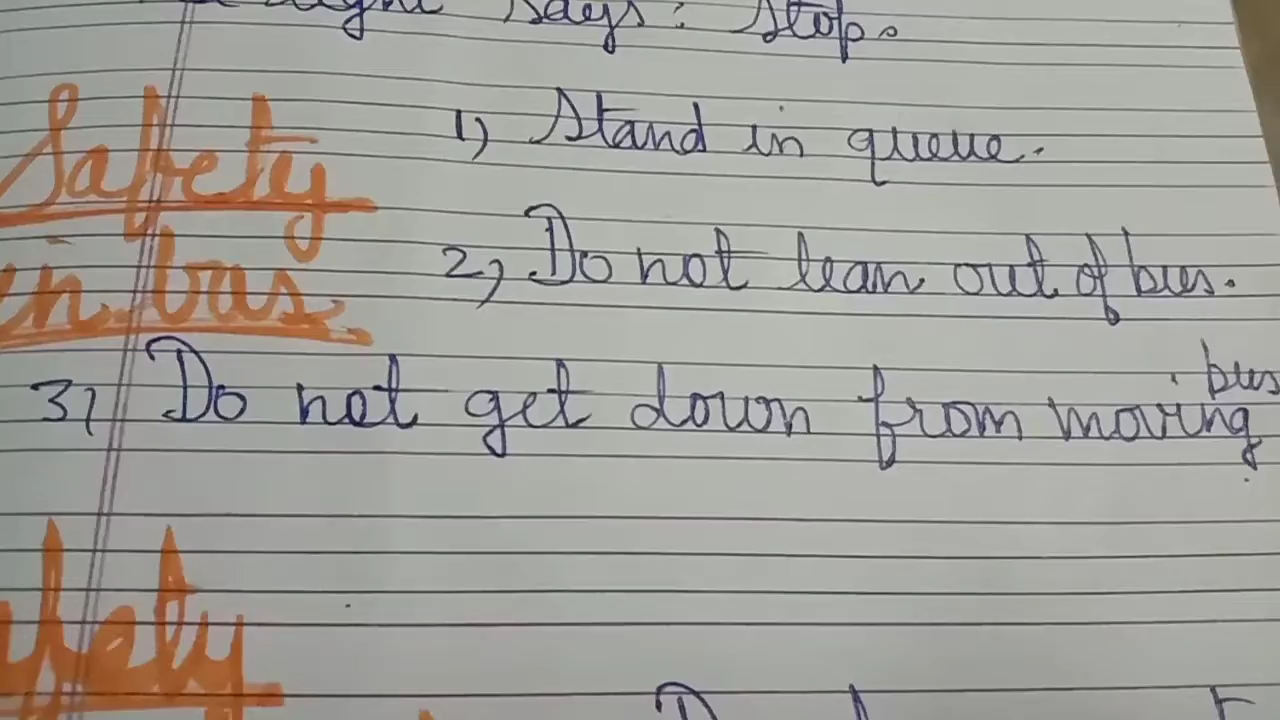 light says: Stop.
Safety
in bus.
1) Stand in queue.
2) Do not lean out of bus.
3) Do not get down from moving bus